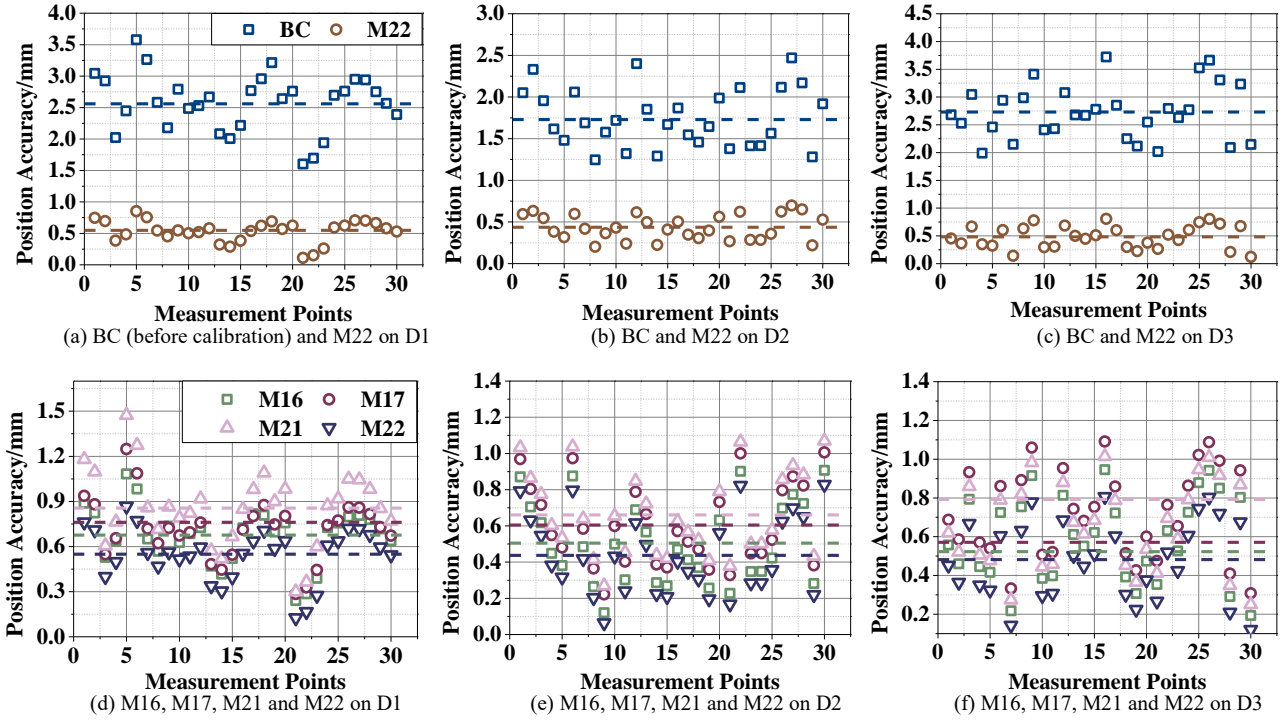 4.0
3.5
3.0
2.5
2.0
1.5
1.0
0.5
0.0
0 5 10 15 20 25 30
Position Accuracy/mm
Measurement Points
BC M22
(a) BC (before calibration) and M22 on D1
3.0
2.5
2.0
1.5
1.0
0.5
0.0
0 5 10 15 20 25 30
Position Accuracy/mm
Measurement Points
(b) BC and M22 on D2
4.5
4.0
3.5
3.0
2.5
2.0
1.5
1.0
0.5
0.0
0 5 10 15 20 25 30
Position Accuracy/mm
Measurement Points
(c) BC and M22 on D3
1.5
1.2
0.9
0.6
0.3
0.0
0 5 10 15 20 25 30
Position Accuracy/mm
Measurement Points
M16 M17
M21 M22
(d) M16, M17, M21 and M22 on D1
1.4
1.2
1.0
0.8
0.6
0.4
0.2
0.0
0 5 10 15 20 25 30
Position Accuracy/mm
Measurement Points
(e) M16, M17, M21 and M22 on D2
1.4
1.2
1.0
0.8
0.6
0.4
0.2
0 5 10 15 20 25 30
Position Accuracy/mm
Measurement Points
(f) M16, M17, M21 and M22 on D3